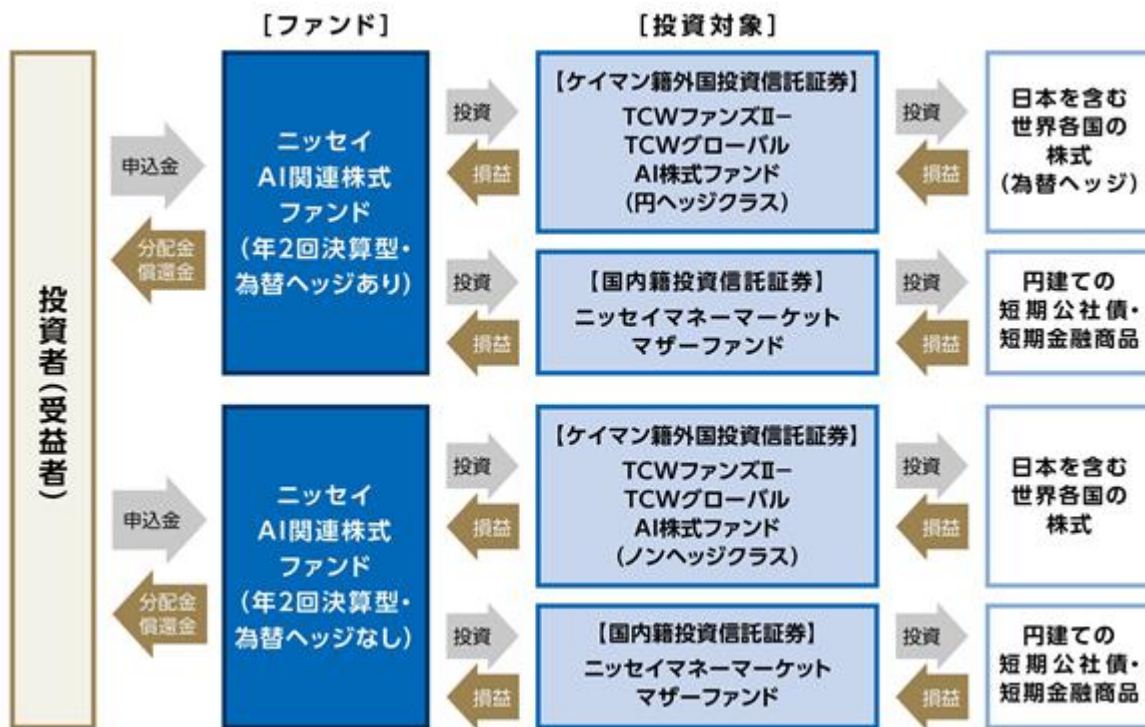 [ファンド]
[投資対象]
投資者(受益者)
申込金
分配金
償還金
ニッセイ
AI関連株式
ファンド
(年2回決算型・
為替ヘッジあり)
投資
損益
【ケイマン籍外国投資信託証券】
TCWファンズⅡー
TCWグローバル
AI株式ファンド
(円ヘッジクラス)
投資
損益
日本を含む
世界各国の
株式
(為替ヘッジ)
投資
損益
【国内籍投資信託証券】
ニッセイマネーマーケット
マザーファンド
投資
損益
円建ての
短期公社債・
短期金融商品
申込金
分配金
償還金
ニッセイ
AI関連株式
ファンド
(年2回決算型・
為替ヘッジなし)
投資
損益
【ケイマン籍外国投資信託証券】
TCWファンズⅡー
TCWグローバル
AI株式ファンド
(ノンヘッジクラス)
投資
損益
日本を含む
世界各国の
株式
投資
損益
【国内籍投資信託証券】
ニッセイマネーマーケット
マザーファンド
投資
損益
円建ての
短期公社債・
短期金融商品